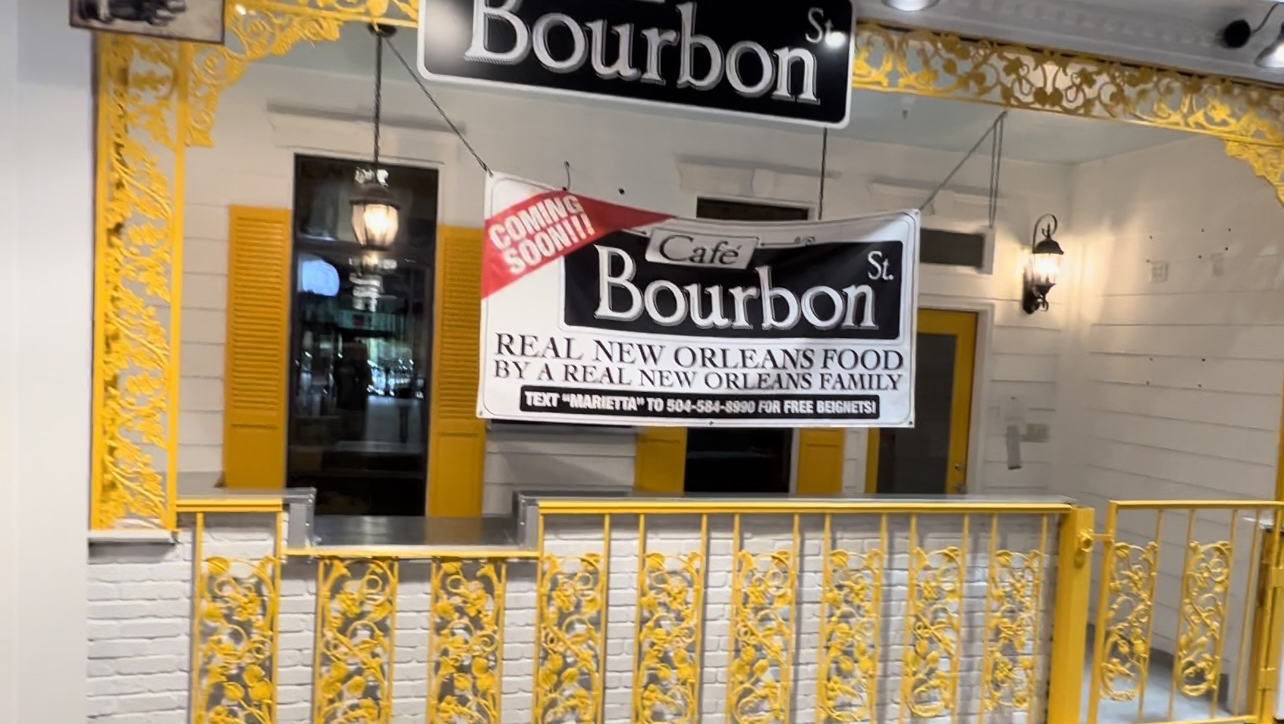 Bourbon St.
COMING
SOON!!!
Café
Bourbon St.
REAL NEW ORLEANS FOOD
BY A REAL NEW ORLEANS FAMILY
TEXT “MARIETTA” TO 504-584-8990 FOR FREE BEIGNETS!